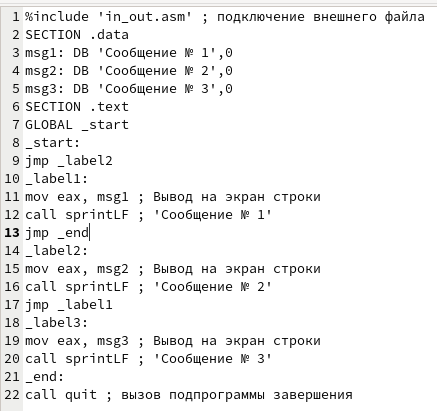 1 %include 'in_out.asm' ; подключение внешнего файла
2 SECTION .data
3 msg1: DB 'Сообщение № 1',0
4 msg2: DB 'Сообщение № 2',0
5 msg3: DB 'Сообщение № 3',0
6 SECTION .text
7 GLOBAL _start
8 _start:
9 jmp _label2
10 _label1:
11 mov eax, msg1 ; Вывод на экран строки
12 call sprintLF ; 'Сообщение № 1'
13 jmp _end
14 _label2:
15 mov eax, msg2 ; Вывод на экран строки
16 call sprintLF ; 'Сообщение № 2'
17 jmp _label1
18 _label3:
19 mov eax, msg3 ; Вывод на экран строки
20 call sprintLF ; 'Сообщение № 3'
21 _end:
22 call quit ; вызов подпрограммы завершения